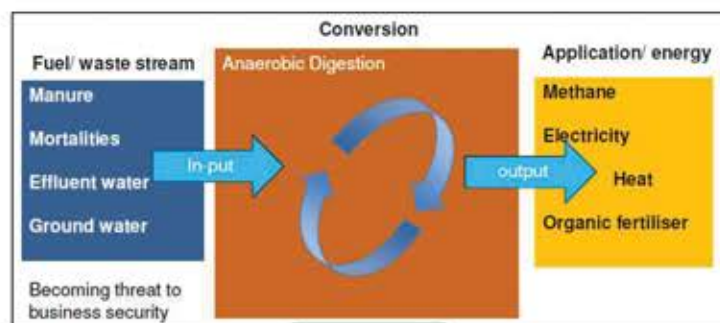 Conversion
Fuel/ waste stream
Anaerobic Digestion
Application/ energy
Manure
Mortalities
Effluent water
Ground water
In-put
output
Methane
Electricity
Heat
Organic fertiliser
Becoming threat to
business security